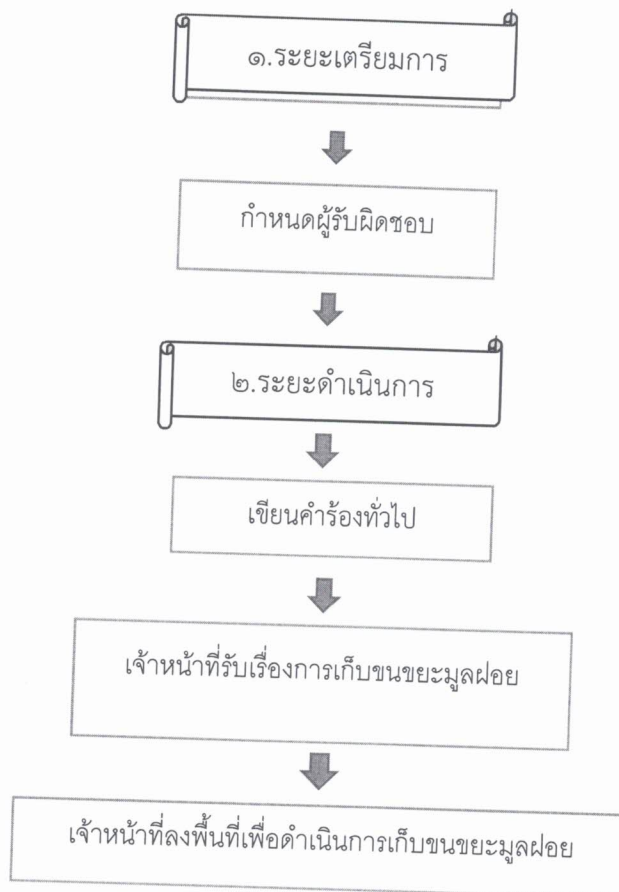 ๑.ระยะเตรียมการ
กำหนดผู้รับผิดชอบ
๒.ระยะดำเนินการ
เขียนคำร้องทั่วไป
เจ้าหน้าที่รับเรื่องการเก็บขนขยะมูลฝอย
เจ้าหน้าที่ลงพื้นที่เพื่อดำเนินการเก็บขนขยะมูลฝอย